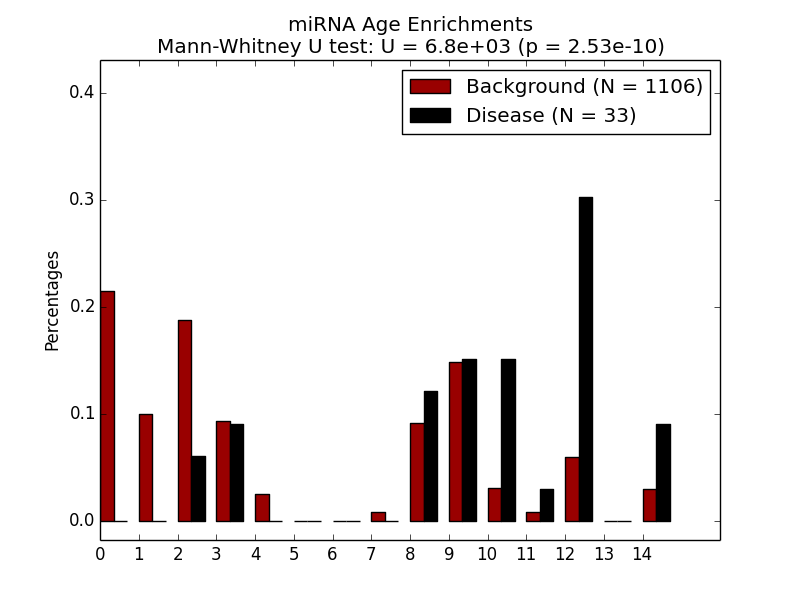 miRNA Age Enrichments
Mann-Whitney U test: U = 6.8e+03 (p = 2.53e-10)
Background (N = 1106)
Disease (N = 33)
Percentages
0.4
0.3
0.2
0.1
0.0
0 1 2 3 4 5 6 7 8 9 10 11 12 13 14